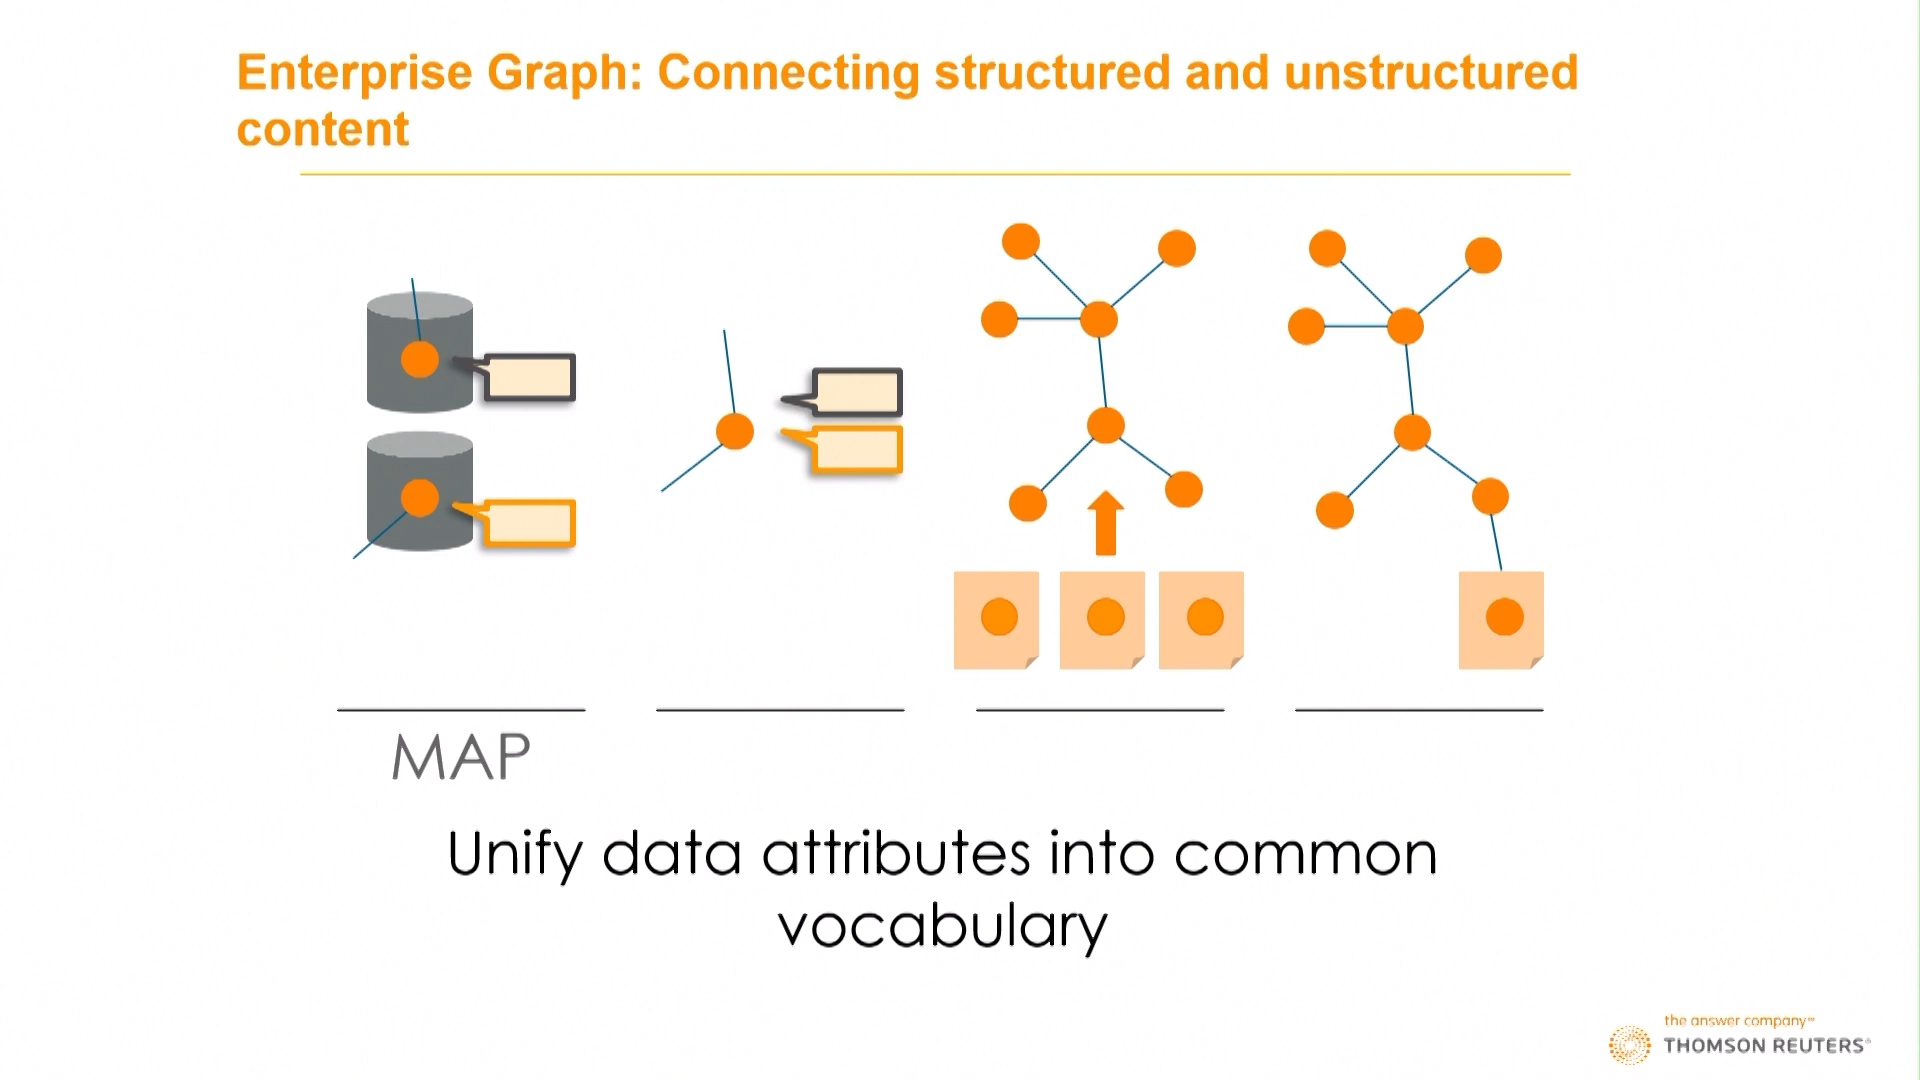 Enterprise Graph: Connecting structured and unstructured
content
MAP
Unify data attributes into common
vocabulary
the answer company™
THOMSON REUTERS®